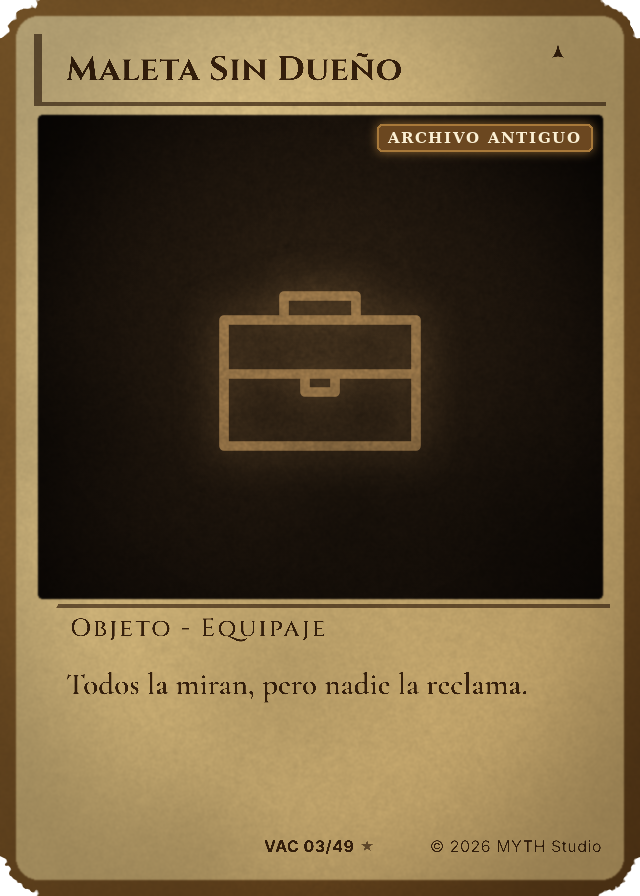 Maleta Sin Dueño
ARCHIVO ANTIGUO
Objeto - Equipaje
Todos la miran, pero nadie la reclama.
VAC 03/49 ★
© 2026 MYTH Studio